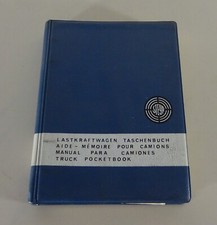 LASTKRAFTWAGEN TASCHENBUCH
AIDE-MÉMOIRE POUR CAMIONS
MANUAL PARA CAMIONES
TRUCK POCKETBOOK